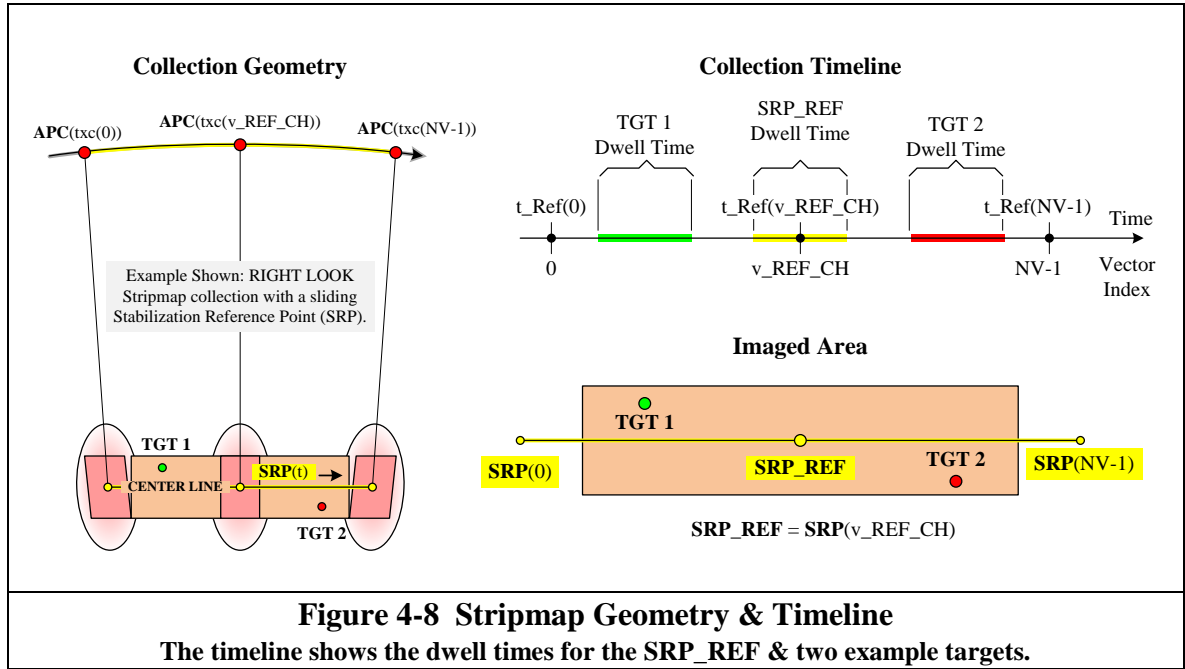 Collection Geometry
APC(txc(0))
APC(txc(v_REF_CH))
APC(txc(NV-1))
Example Shown: RIGHT LOOK
Stripmap collection with a sliding
Stabilization Reference Point (SRP).
TGT 1
SRP(t)
CENTER LINE
TGT 2
Collection Timeline
TGT 1
Dwell Time
SRP_REF
Dwell Time
TGT 2
Dwell Time
t_Ref(0)
t_Ref(v_REF_CH)
t_Ref(NV-1)
Time
0
v_REF_CH
NV-1
Vector
Index
Imaged Area
TGT 1
SRP(0)
SRP_REF
TGT 2
SRP(NV-1)
SRP_REF = SRP(v_REF_CH)
Figure 4-8 Stripmap Geometry & Timeline
The timeline shows the dwell times for the SRP_REF & two example targets.